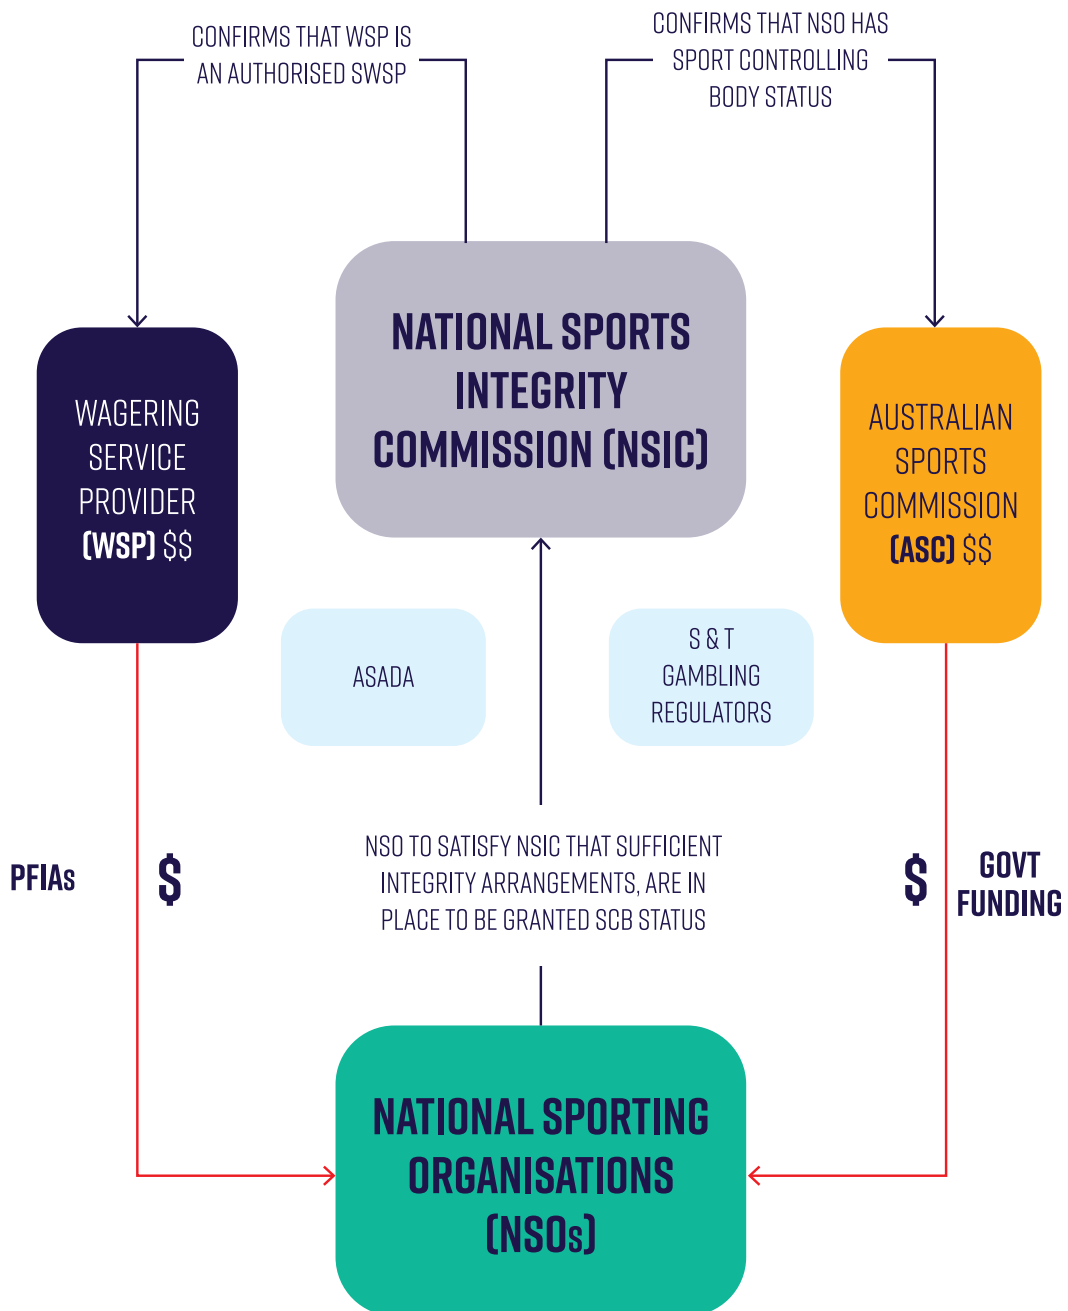 CONFIRMS THAT WSP IS
AN AUTHORISED SWSP
CONFIRMS THAT NSO HAS
SPORT CONTROLLING
BODY STATUS
NATIONAL SPORTS
INTEGRITY
COMMISSION (NSIC)
WAGERING
SERVICE
PROVIDER
(WSP) $$
AUSTRALIAN
SPORTS
COMMISSION
(ASC) $$
ASADA
S & T
GAMBLING
REGULATORS
NSO TO SATISFY NSIC THAT SUFFICIENT
INTEGRITY ARRANGEMENTS, ARE IN
PLACE TO BE GRANTED SCB STATUS
PFIAs
$
$
GOVT
FUNDING
NATIONAL SPORTING
ORGANISATIONS
(NSOs)